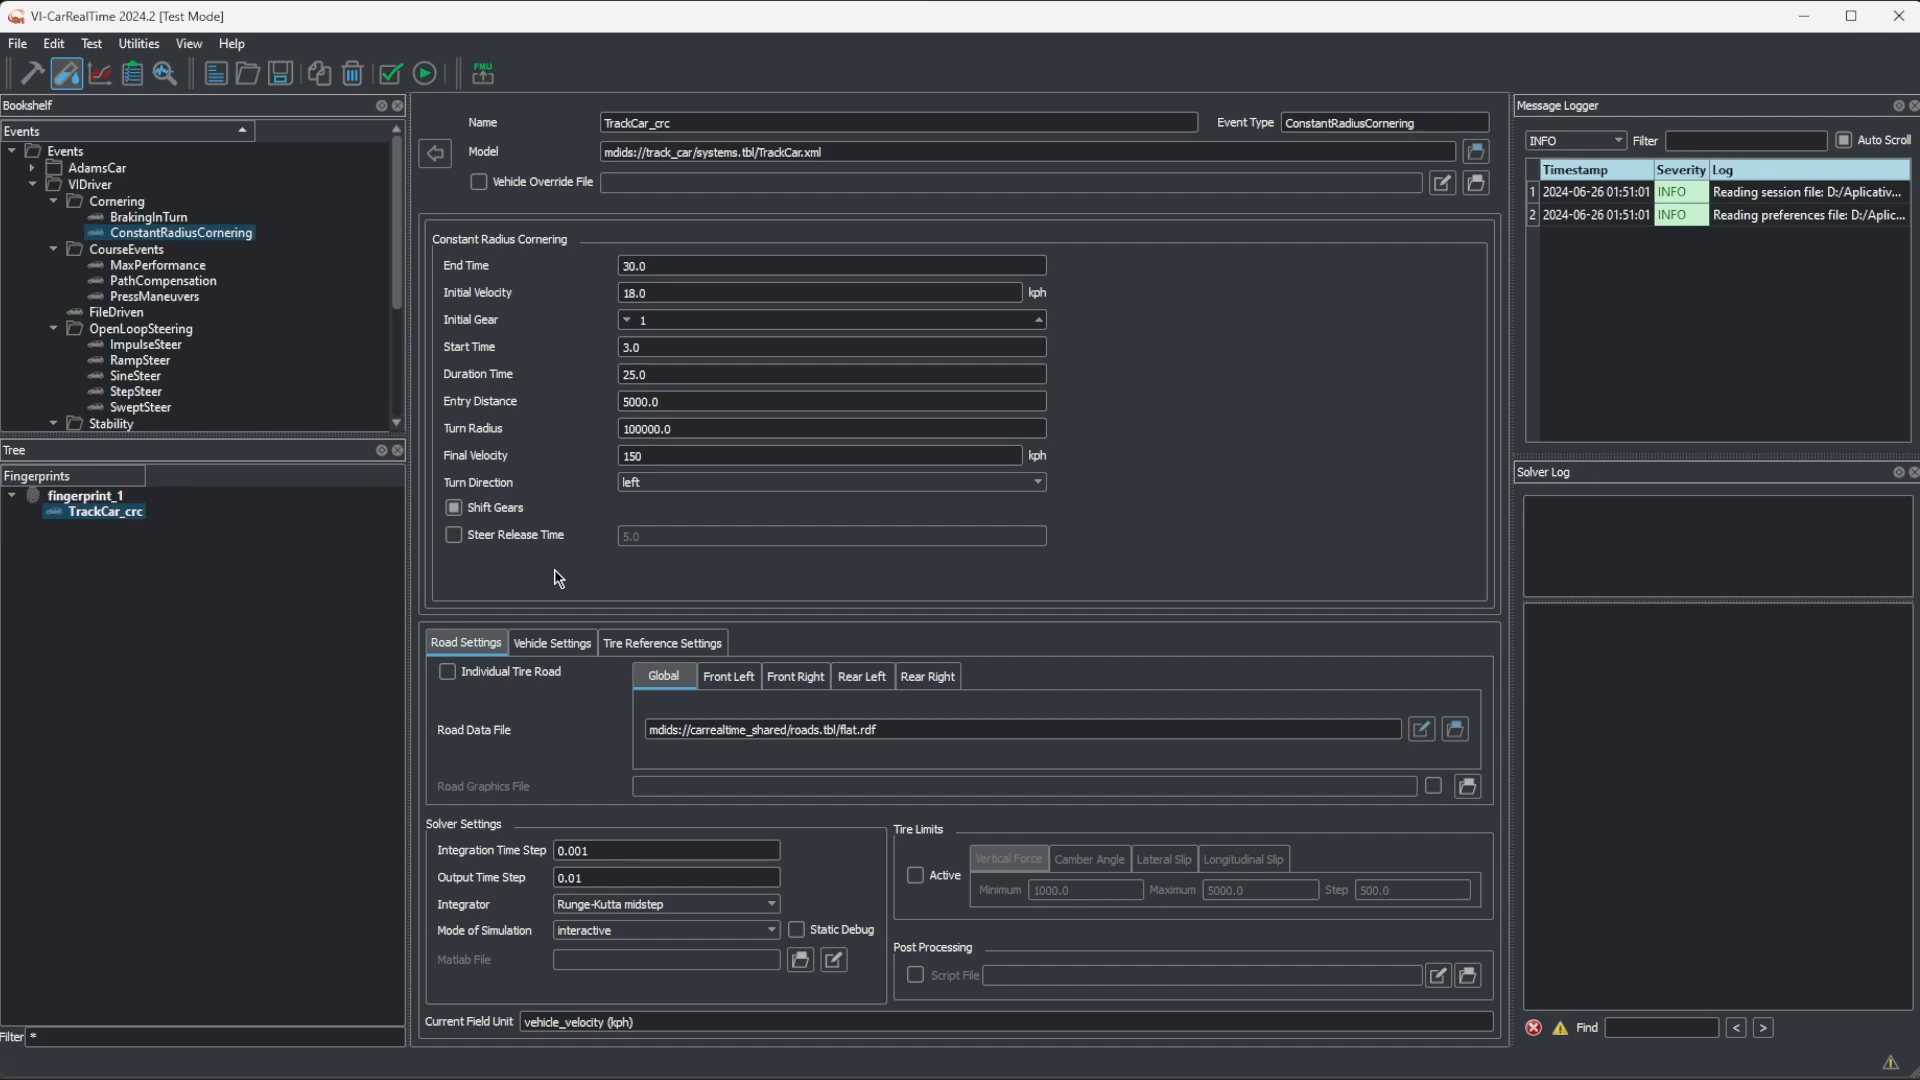 VI-CarRealTime 2024.2 [Test Mode]
File Edit Test Utilities View Help
FMU
Bookshelf
Events
Events
AdamsCar
VIDriver
Cornering
BrakingInTurn
ConstantRadiusCornering
CourseEvents
MaxPerformance
PathCompensation
PressManeuvers
FileDriven
OpenLoopSteering
ImpulseSteer
RampSteer
SineSteer
StepSteer
SweptSteer
Stability
Tree
Fingerprints
fingerprint_1
TrackCar_crc
Filter *
Name TrackCar_crc Event Type ConstantRadiusCornering
Model mdids://track_car/systems.tbl/TrackCar.xml
Vehicle Override File
Constant Radius Cornering
End Time 30.0
Initial Velocity 18.0 kph
Initial Gear 1
Start Time 3.0
Duration Time 25.0
Entry Distance 5000.0
Turn Radius 100000.0
Final Velocity 150 kph
Turn Direction left
Shift Gears
Steer Release Time 5.0
Road Settings Vehicle Settings Tire Reference Settings
Individual Tire Road Global Front Left Front Right Rear Left Rear Right
Road Data File mdids://carrealtime_shared/roads.tbl/flat.rdf
Road Graphics File
Solver Settings
Integration Time Step 0.001
Output Time Step 0.01
Integrator Runge-Kutta midstep
Mode of Simulation interactive Static Debug
Matlab File
Tire Limits
Active Vertical Force Camber Angle Lateral Slip Longitudinal Slip
Minimum 1000.0 Maximum 5000.0 Step 500.0
Post Processing
Script File
Current Field Unit vehicle_velocity (kph)
Message Logger
INFO Filter Auto Scroll
Timestamp Severity Log
1 2024-06-26 01:51:01 INFO Reading session file: D:/Aplicativ...
2 2024-06-26 01:51:01 INFO Reading preferences file: D:/Aplic...
Solver Log
Find < >